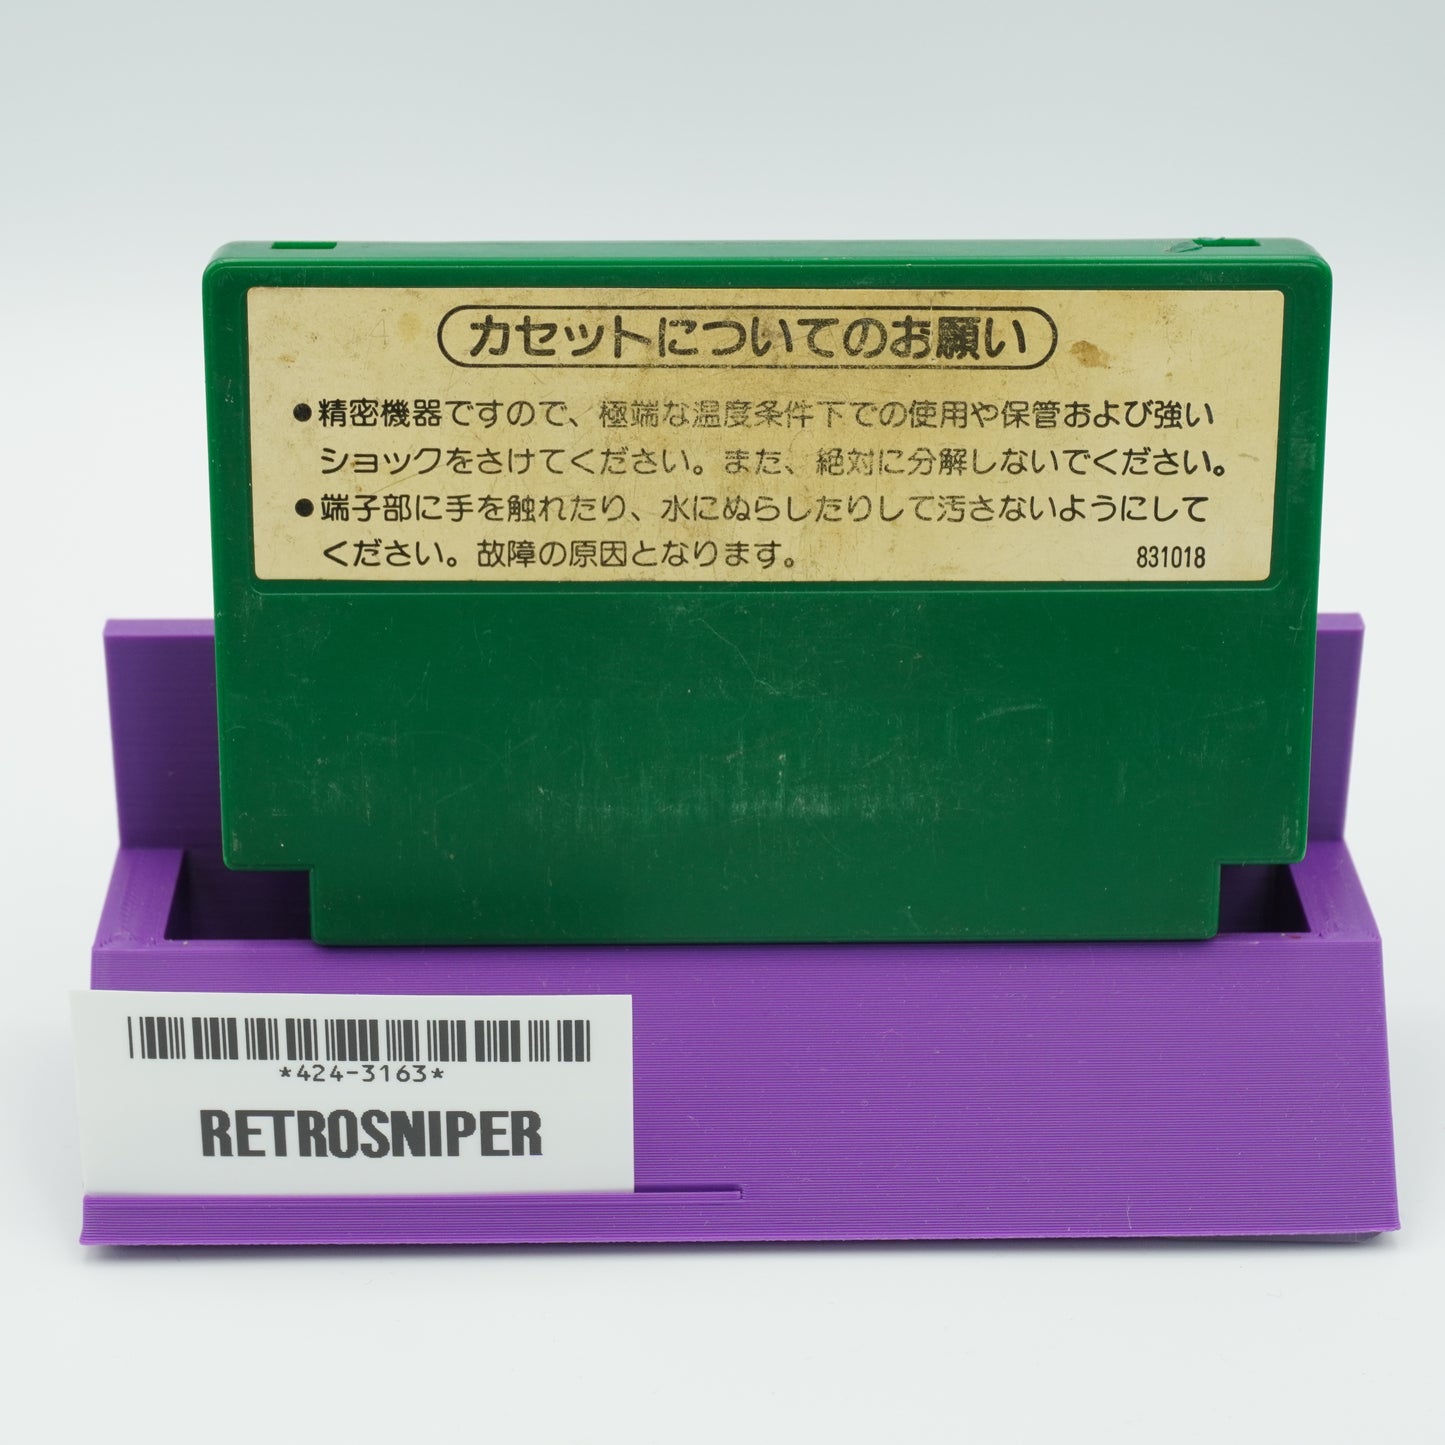 カセットについてのお願い
●精密機器ですので、極端な温度条件下での使用や保管および強い
ショックをさけてください。また、絶対に分解しないでください。
●端子部に手を触れたり、水にぬらしたりして汚さないようにして
ください。故障の原因となります。 831018
*424-3163*
RETROSNIPER